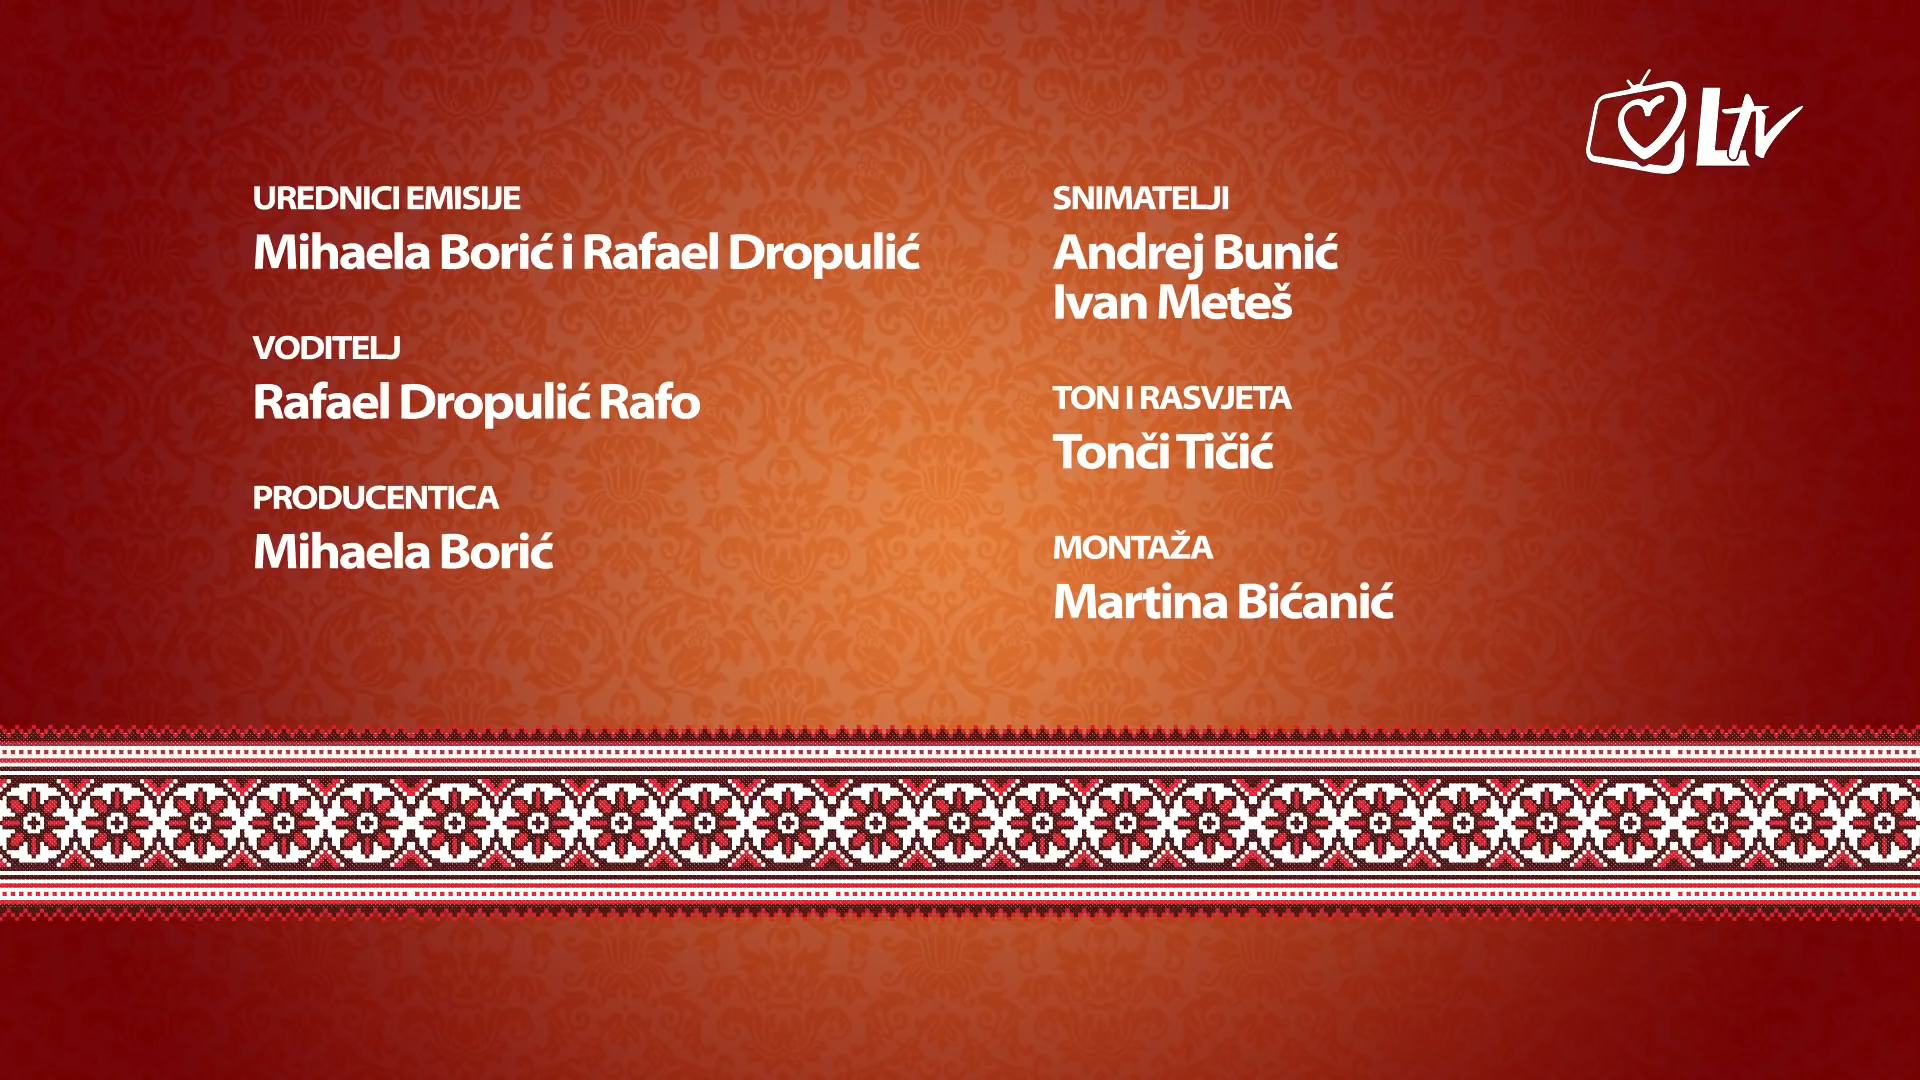 LTV
UREDNICI EMISIJE
Mihaela Borić i Rafael Dropulić
VODITELJ
Rafael Dropulić Rafo
PRODUCENTICA
Mihaela Borić
SNIMATELJI
Andrej Bunić
Ivan Meteš
TON I RASVJETA
Tonči Tičić
MONTAŽA
Martina Bićanić